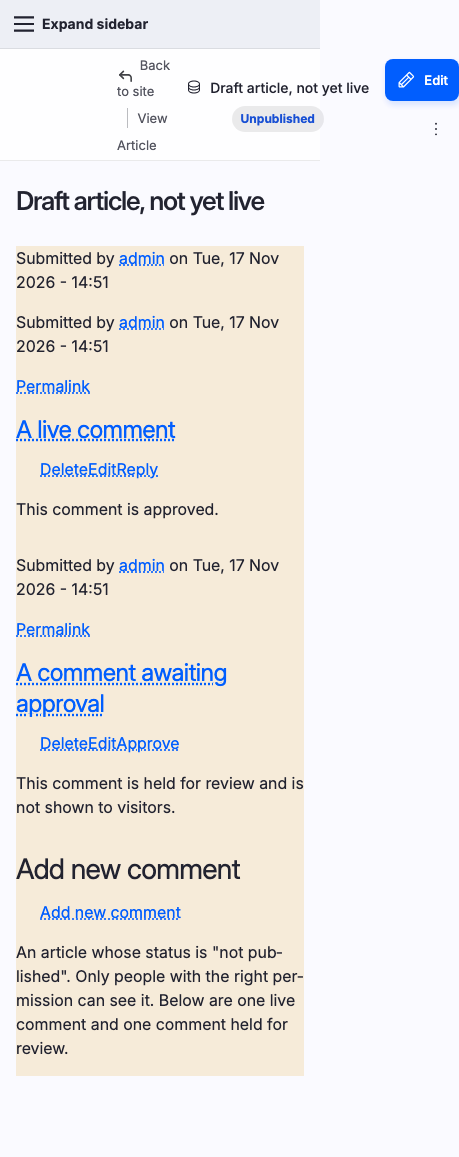 Expand sidebar
Back
to site
View
Article
Draft article, not yet live
Unpublished
Edit
Draft article, not yet live
Submitted by admin on Tue, 17 Nov
2026 - 14:51
Submitted by admin on Tue, 17 Nov
2026 - 14:51
Permalink
A live comment
DeleteEditReply
This comment is approved.
Submitted by admin on Tue, 17 Nov
2026 - 14:51
Permalink
A comment awaiting
approval
DeleteEditApprove
This comment is held for review and is
not shown to visitors.
Add new comment
Add new comment
An article whose status is "not pub-
lished". Only people with the right per-
mission can see it. Below are one live
comment and one comment held for
review.